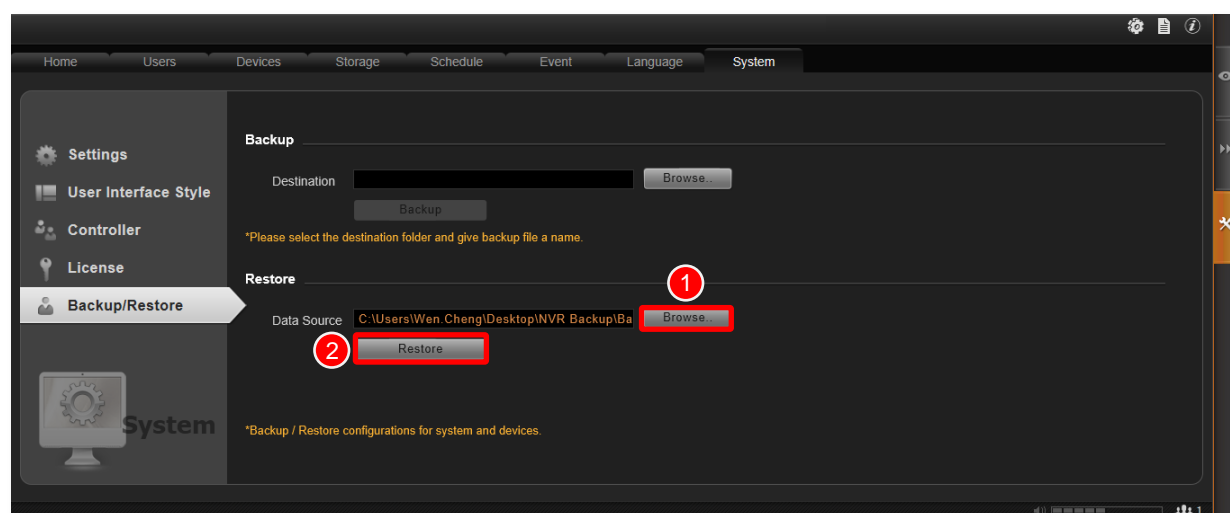 Home Users Devices Storage Schedule Event Language System
Settings
User Interface Style
Controller
License
Backup/Restore
System
Backup
Destination Browse..
Backup
*Please select the destination folder and give backup file a name.
Restore
1
Data Source C:\Users\Wen.Cheng\Desktop\NVR Backup\Ba Browse..
2 Restore
*Backup / Restore configurations for system and devices.
1